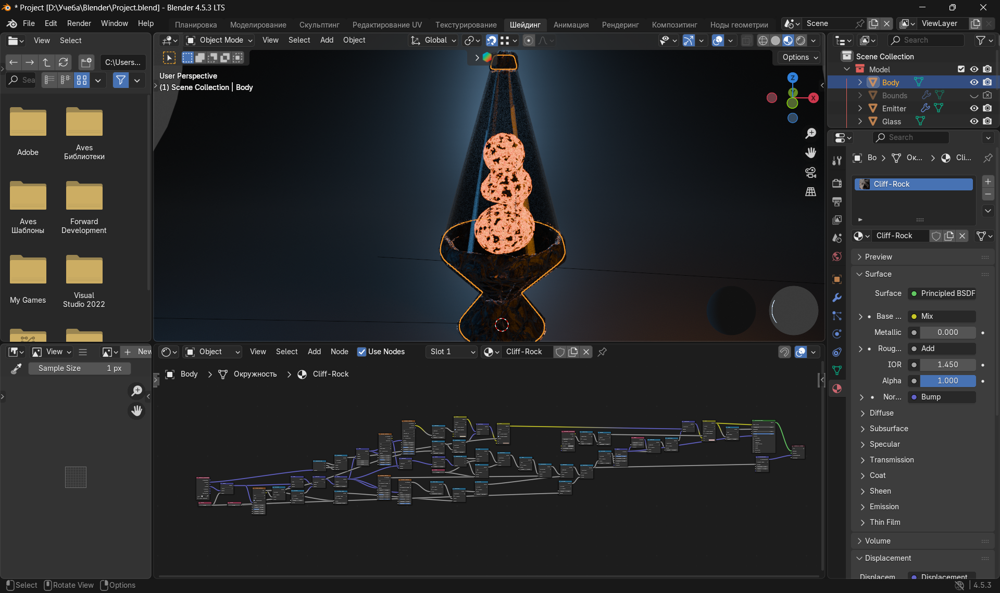 * Project [D:\Учеба\Blender\Project.blend] - Blender 4.5.3 LTS
File Edit Render Window Help
Планировка Моделирование Скульптинг Редактирование UV Текстурирование Шейдинг Анимация Рендеринг Композитинг Ноды геометрии
Scene
ViewLayer
View Select
Object Mode View Select Add Object
Global
Search
C:\Users...
Sea
Options
User Perspective
(1) Scene Collection | Body
Z
Y
X
Scene Collection
Model
Body
Bounds
Emitter
Glass
Search
Adobe
Aves
Библиотеки
Aves
Шаблоны
Forward
Development
My Games
Visual
Studio 2022
Bo
Ок...
Cli...
Cliff-Rock
Cliff-Rock
Preview
Surface
Surface Principled BSDF
Base ... Mix
Metallic 0.000
Roug... Add
IOR 1.450
Alpha 1.000
Nor... Bump
Diffuse
Subsurface
Specular
Transmission
Coat
Sheen
Emission
Thin Film
Volume
Displacement
Displacem Displacement
View
New
Sample Size 1 px
Object View Select Add Node Use Nodes
Slot 1
Cliff-Rock
Body
Окружность
Cliff-Rock
Select
Rotate View
Options
4.5.3